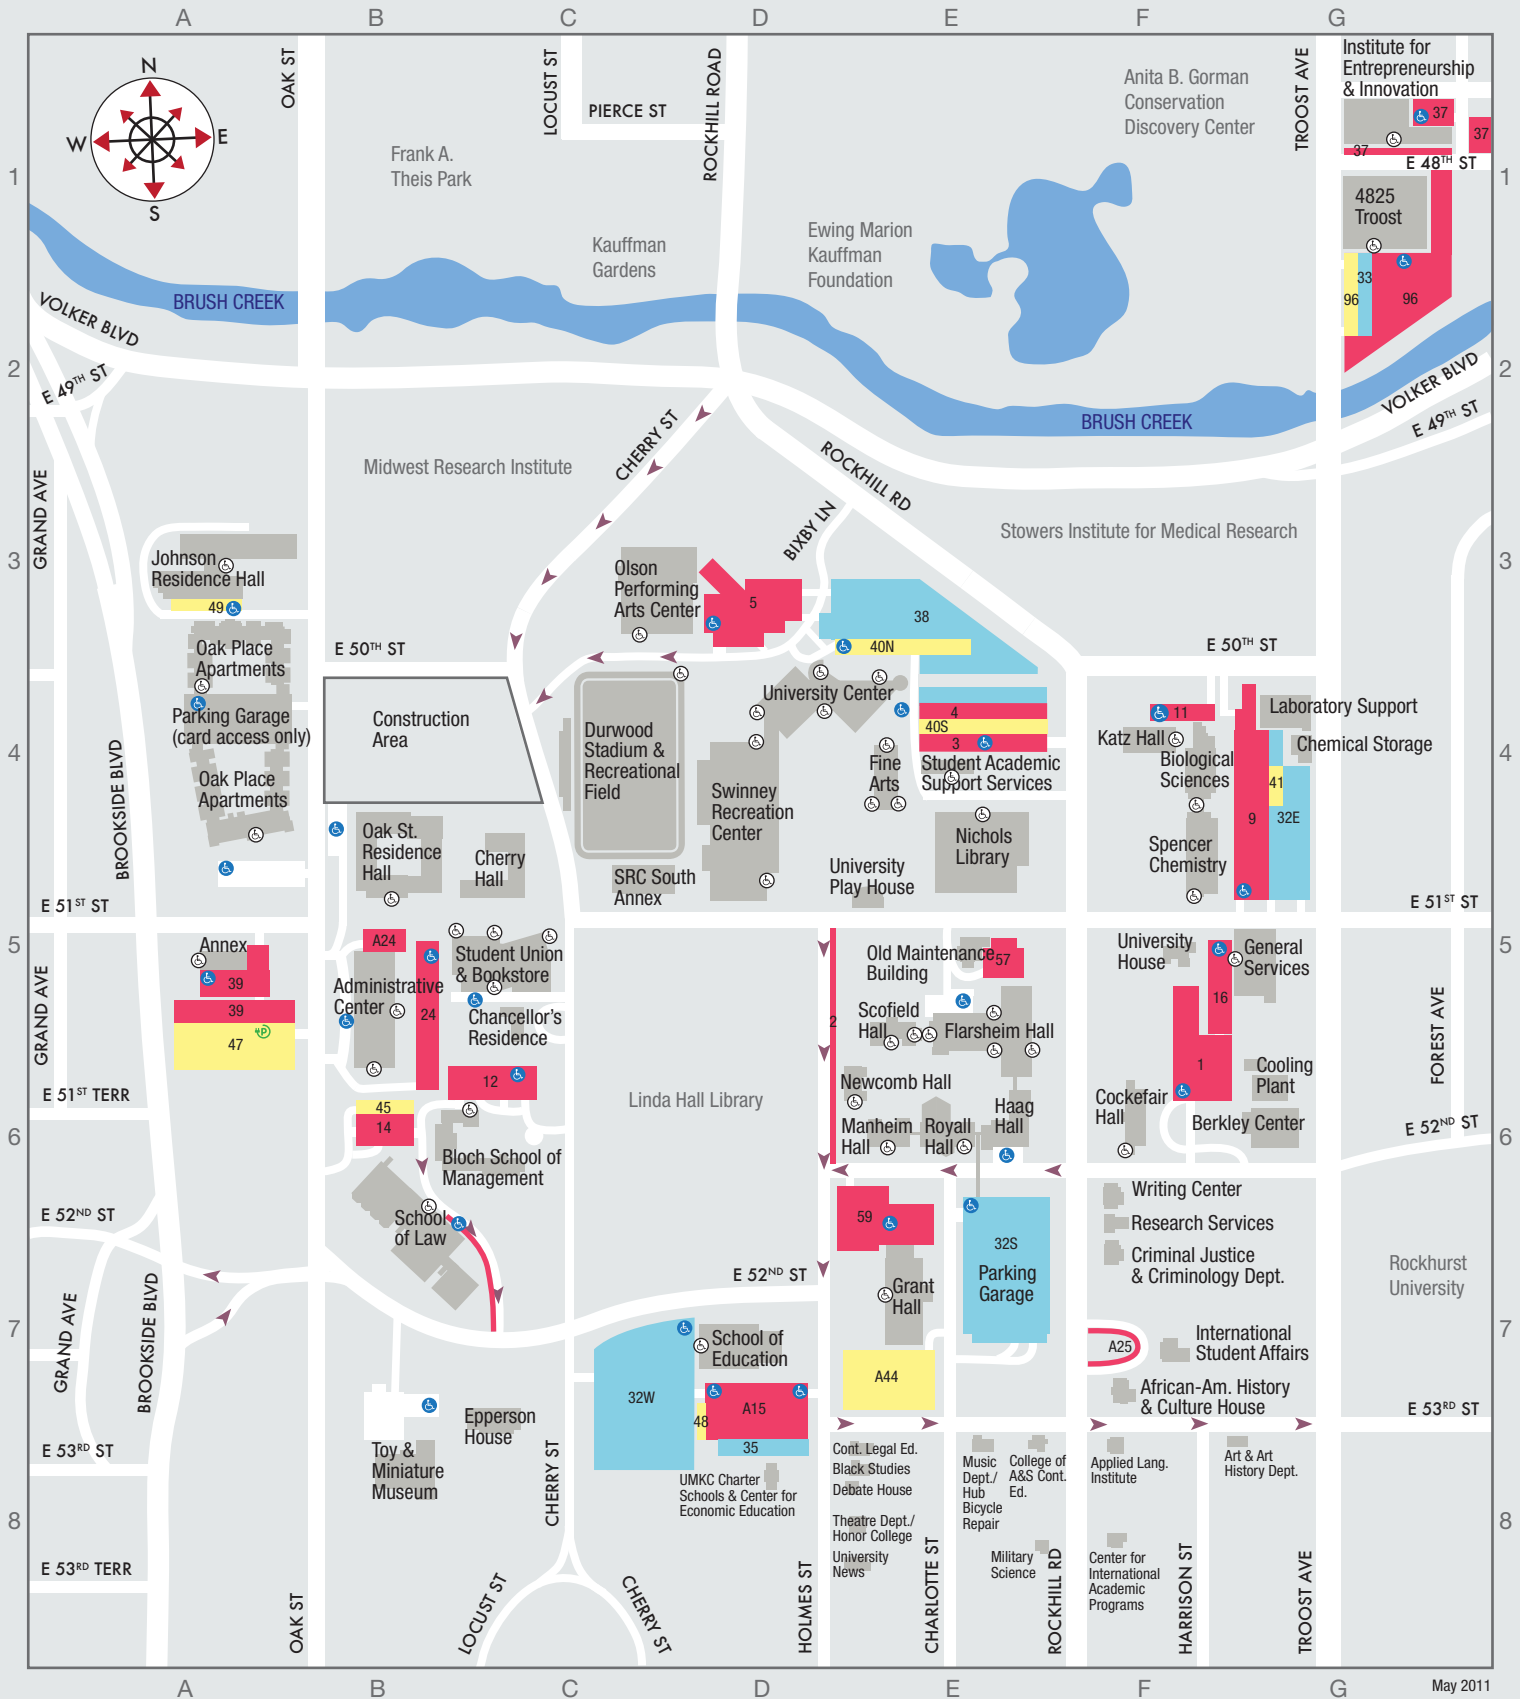 A B C D E F G
OAK ST
LOCUST ST
PIERCE ST
ROCKHILL ROAD
TROOST AVE
N
W E
S
Frank A.
Theis Park
Anita B. Gorman
Conservation
Discovery Center
Institute for
Entrepreneurship
& Innovation
37
37
37
E 48TH ST
1 1
4825
Troost
33
96
96
Kauffman
Gardens
Ewing Marion
Kauffman
Foundation
BRUSH CREEK
VOLKER BLVD
E 49TH ST
2 2
VOLKER BLVD
E 49TH ST
BRUSH CREEK
CHERRY ST
ROCKHILL RD
Midwest Research Institute
GRAND AVE
BIXBY LN
Stowers Institute for Medical Research
3 3
Johnson
Residence Hall
49
Olson
Performing
Arts Center
5
38
40N
Oak Place
Apartments
E 50TH ST
E 50TH ST
University Center
Parking Garage
(card access only)
Construction
Area
Durwood
Stadium &
Recreational
Field
4
40S
3
11
Laboratory Support
Katz Hall
Chemical Storage
4 4
Oak Place
Apartments
BROOKSIDE BLVD
Swinney
Recreation
Center
Fine
Arts
Student Academic
Support Services
Biological
Sciences
41
9
32E
Oak St.
Residence
Hall
Cherry
Hall
Nichols
Library
Spencer
Chemistry
SRC South
Annex
University
Play House
E 51ST ST
E 51ST ST
5 5
Annex
39
39
47
A24
Administrative
Center
24
Student Union
& Bookstore
Chancellor's
Residence
12
Old Maintenance
Building
57
University
House
General
Services
16
2
Scofield
Hall
Flarsheim Hall
GRAND AVE
FOREST AVE
E 51ST TERR
45
14
Linda Hall Library
Newcomb Hall
1
Cooling
Plant
Cockefair
Hall
Berkley Center
6 6
Manheim
Hall
Royall
Hall
Haag
Hall
E 52ND ST
Bloch School of
Management
School
of Law
E 52ND ST
59
32S
Parking
Garage
Grant
Hall
Writing Center
Research Services
Criminal Justice
& Criminology Dept.
Rockhurst
University
E 52ND ST
GRAND AVE
BROOKSIDE BLVD
7 7
School of
Education
32W
A15
48
35
A44
A25
International
Student Affairs
African-Am. History
& Culture House
E 53RD ST
E 53RD ST
Toy &
Miniature
Museum
Epperson
House
CHERRY ST
UMKC Charter
Schools & Center for
Economic Education
Cont. Legal Ed.
Black Studies
Debate House
Theatre Dept./
Honor College
University
News
Music
Dept./
Hub
Bicycle
Repair
College of
A&S Cont.
Ed.
Military
Science
Applied Lang.
Institute
Art & Art
History Dept.
Center for
International
Academic
Programs
8 8
E 53RD TERR
OAK ST
LOCUST ST
CHERRY ST
HOLMES ST
CHARLOTTE ST
ROCKHILL RD
HARRISON ST
TROOST AVE
A B C D E F G
May 2011